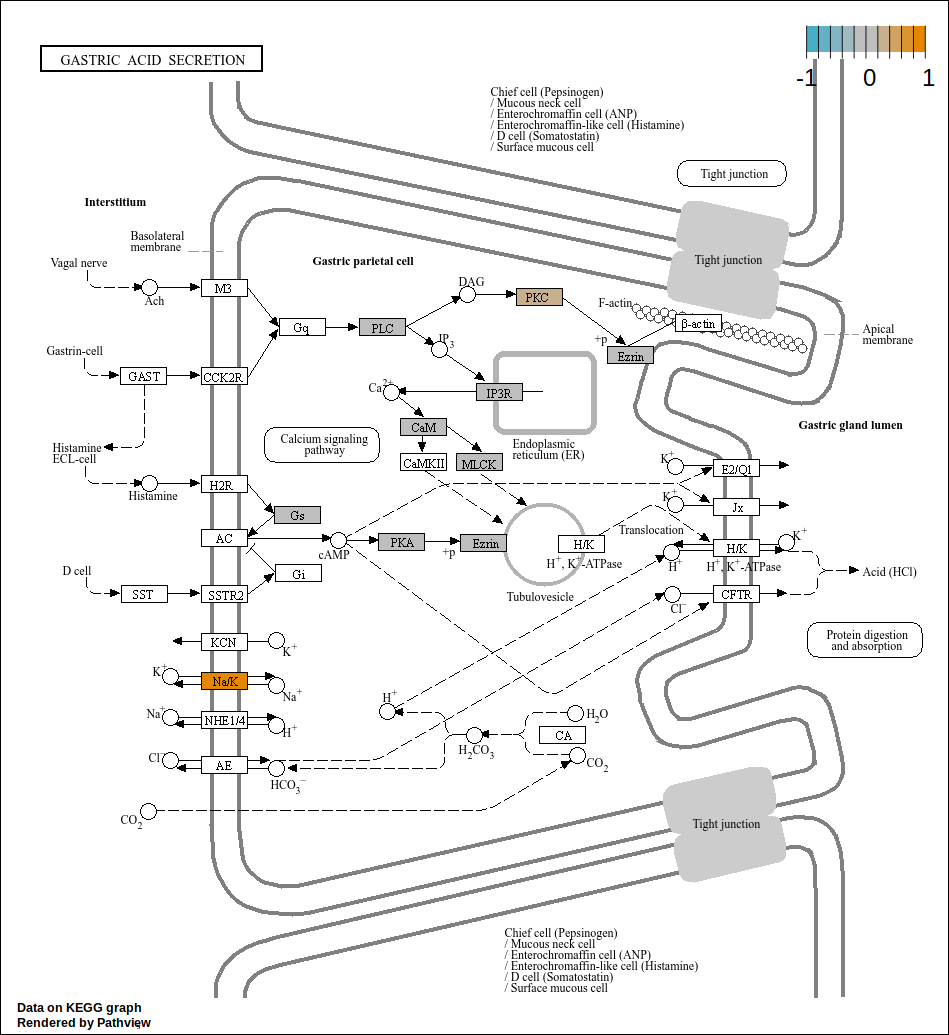 GASTRIC ACID SECRETION
-1 0 1
Chief cell (Pepsinogen)
/ Mucous neck cell
/ Enterochromaffin cell (ANP)
/ Enterochromaffin-like cell (Histamine)
/ D cell (Somatostatin)
/ Surface mucous cell
Tight junction
Interstitium
Basolateral
membrane
Gastric parietal cell
Tight junction
Vagal nerve
Ach
M3
Gq
PLC
DAG
PKC
IP3
F-actin
β-actin
+p
Ezrin
Apical
membrane
Gastrin-cell
GAST
CCK2R
Ca2+
IP3R
CaM
Calcium signaling
pathway
Endoplasmic
reticulum (ER)
Gastric gland lumen
Histamine
ECL-cell
Histamine
H2R
CaMKII
MLCK
K+
E2/Q1
K+
Jx
Gs
AC
cAMP
PKA
+p
Ezrin
H/K
H+, K+-ATPase
Tubulovesicle
Translocation
H+
H/K
H+, K+-ATPase
K+
Acid (HCl)
Gi
D cell
SST
SSTR2
Cl−
CFTR
KCN
K+
K+
Na/K
Na+
Na+
NHE1/4
H+
Cl−
AE
HCO3−
H+
H2CO3
H2O
CA
CO2
CO2
Protein digestion
and absorption
Tight junction
Chief cell (Pepsinogen)
/ Mucous neck cell
/ Enterochromaffin cell (ANP)
/ Enterochromaffin-like cell (Histamine)
/ D cell (Somatostatin)
/ Surface mucous cell
Data on KEGG graph
Rendered by Pathview